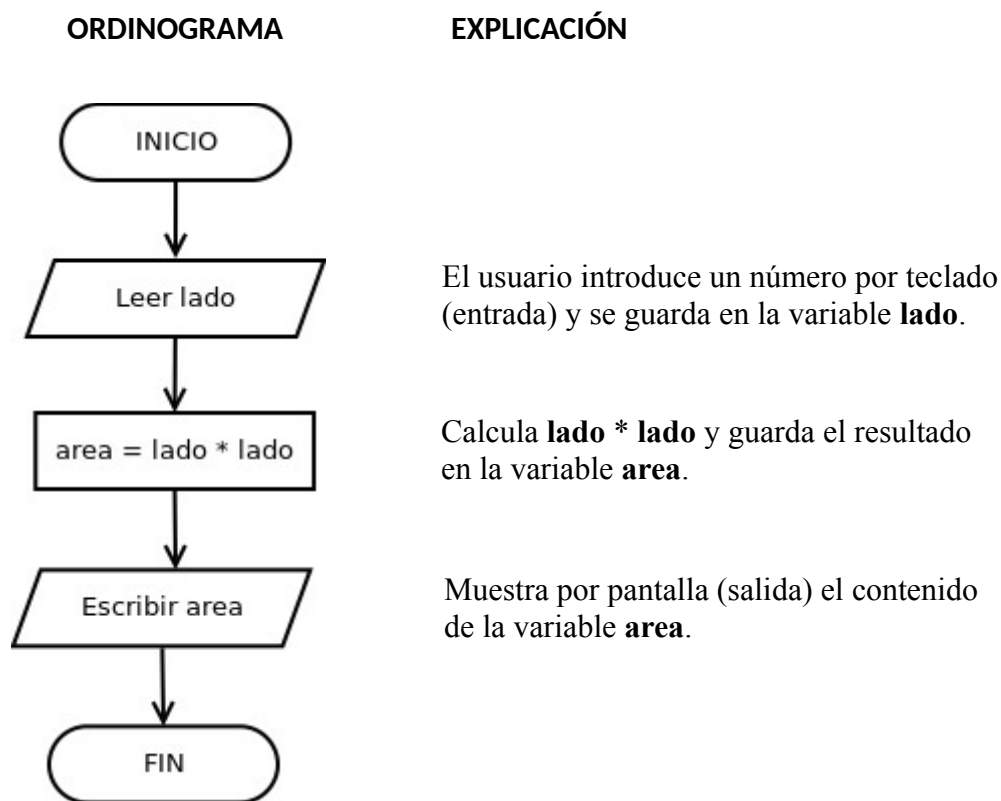 ORDINOGRAMA EXPLICACIÓN
INICIO
Leer lado
El usuario introduce un número por teclado
(entrada) y se guarda en la variable lado.
area = lado * lado
Calcula lado * lado y guarda el resultado
en la variable area.
Escribir area
Muestra por pantalla (salida) el contenido
de la variable area.
FIN